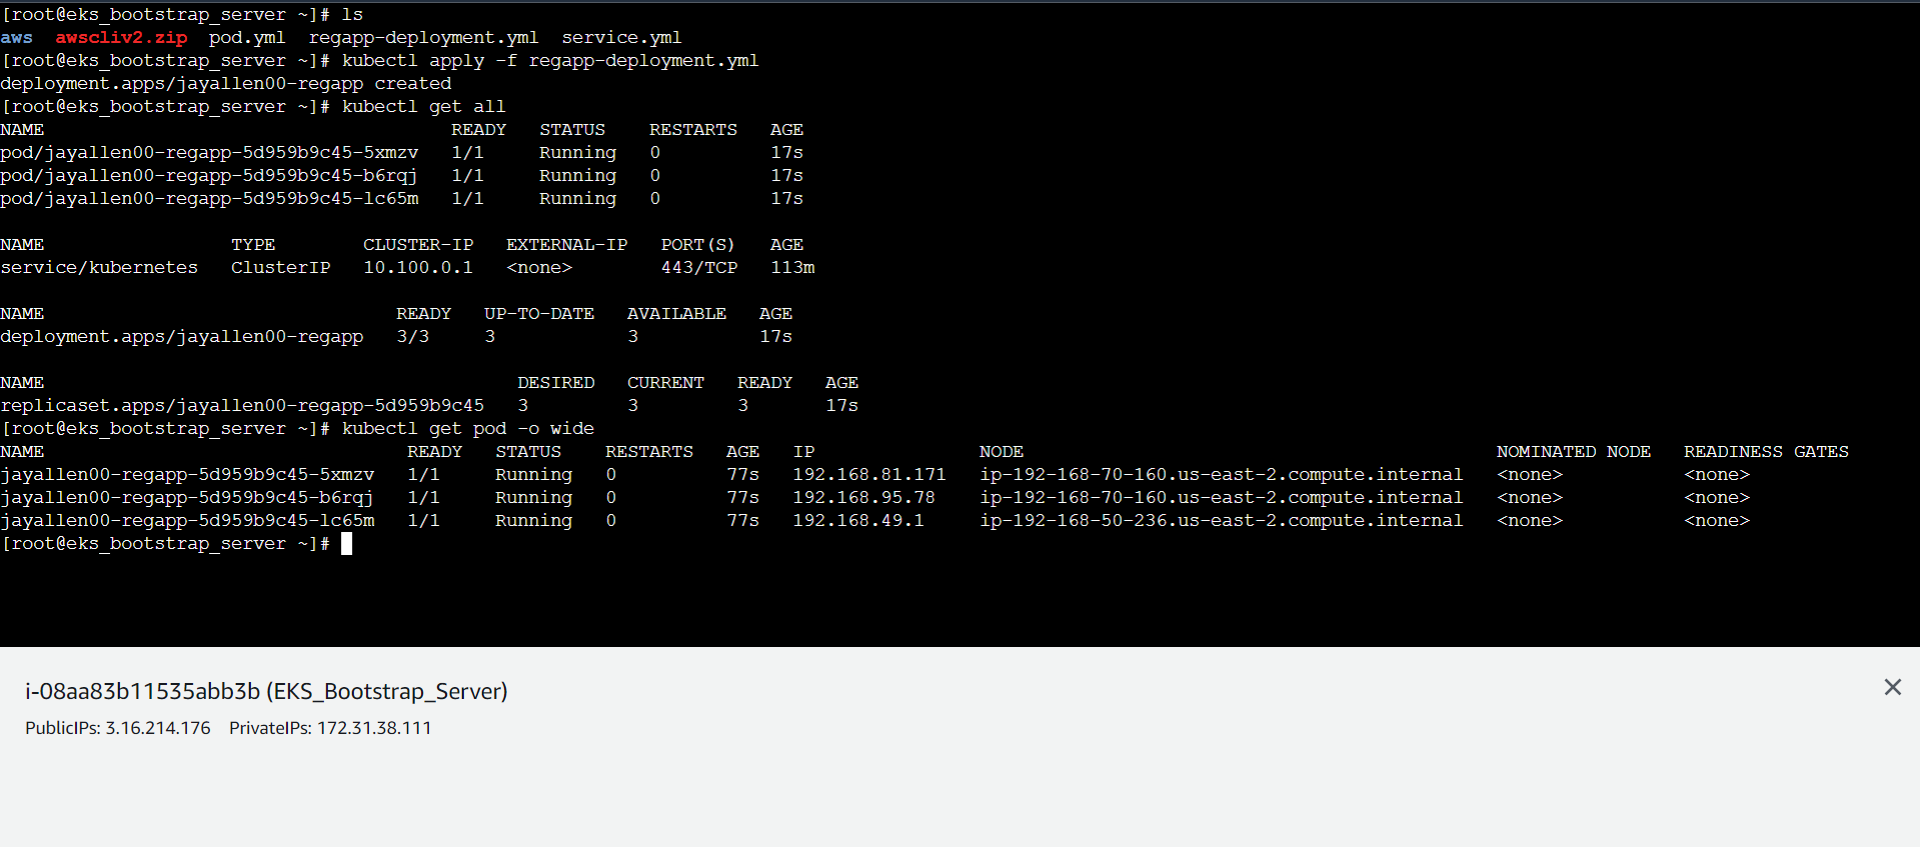 [root@eks_bootstrap_server ~]# ls
aws  awscliv2.zip  pod.yml  regapp-deployment.yml  service.yml
[root@eks_bootstrap_server ~]# kubectl apply -f regapp-deployment.yml
deployment.apps/jayallen00-regapp created
[root@eks_bootstrap_server ~]# kubectl get all
NAME                                     READY   STATUS    RESTARTS   AGE
pod/jayallen00-regapp-5d959b9c45-5xmzv   1/1     Running   0          17s
pod/jayallen00-regapp-5d959b9c45-b6rqj   1/1     Running   0          17s
pod/jayallen00-regapp-5d959b9c45-lc65m   1/1     Running   0          17s
NAME                 TYPE        CLUSTER-IP   EXTERNAL-IP   PORT(S)   AGE
service/kubernetes   ClusterIP   10.100.0.1   <none>        443/TCP   113m
NAME                                READY   UP-TO-DATE   AVAILABLE   AGE
deployment.apps/jayallen00-regapp   3/3     3            3           17s
NAME                                           DESIRED   CURRENT   READY   AGE
replicaset.apps/jayallen00-regapp-5d959b9c45   3         3         3       17s
[root@eks_bootstrap_server ~]# kubectl get pod -o wide
NAME                                 READY   STATUS    RESTARTS   AGE   IP               NODE                                           NOMINATED NODE   READINESS GATES
jayallen00-regapp-5d959b9c45-5xmzv   1/1     Running   0          77s   192.168.81.171   ip-192-168-70-160.us-east-2.compute.internal   <none>           <none>
jayallen00-regapp-5d959b9c45-b6rqj   1/1     Running   0          77s   192.168.95.78    ip-192-168-70-160.us-east-2.compute.internal   <none>           <none>
jayallen00-regapp-5d959b9c45-lc65m   1/1     Running   0          77s   192.168.49.1     ip-192-168-50-236.us-east-2.compute.internal   <none>           <none>
[root@eks_bootstrap_server ~]#
i-08aa83b11535abb3b (EKS_Bootstrap_Server)
PublicIPs: 3.16.214.176   PrivateIPs: 172.31.38.111